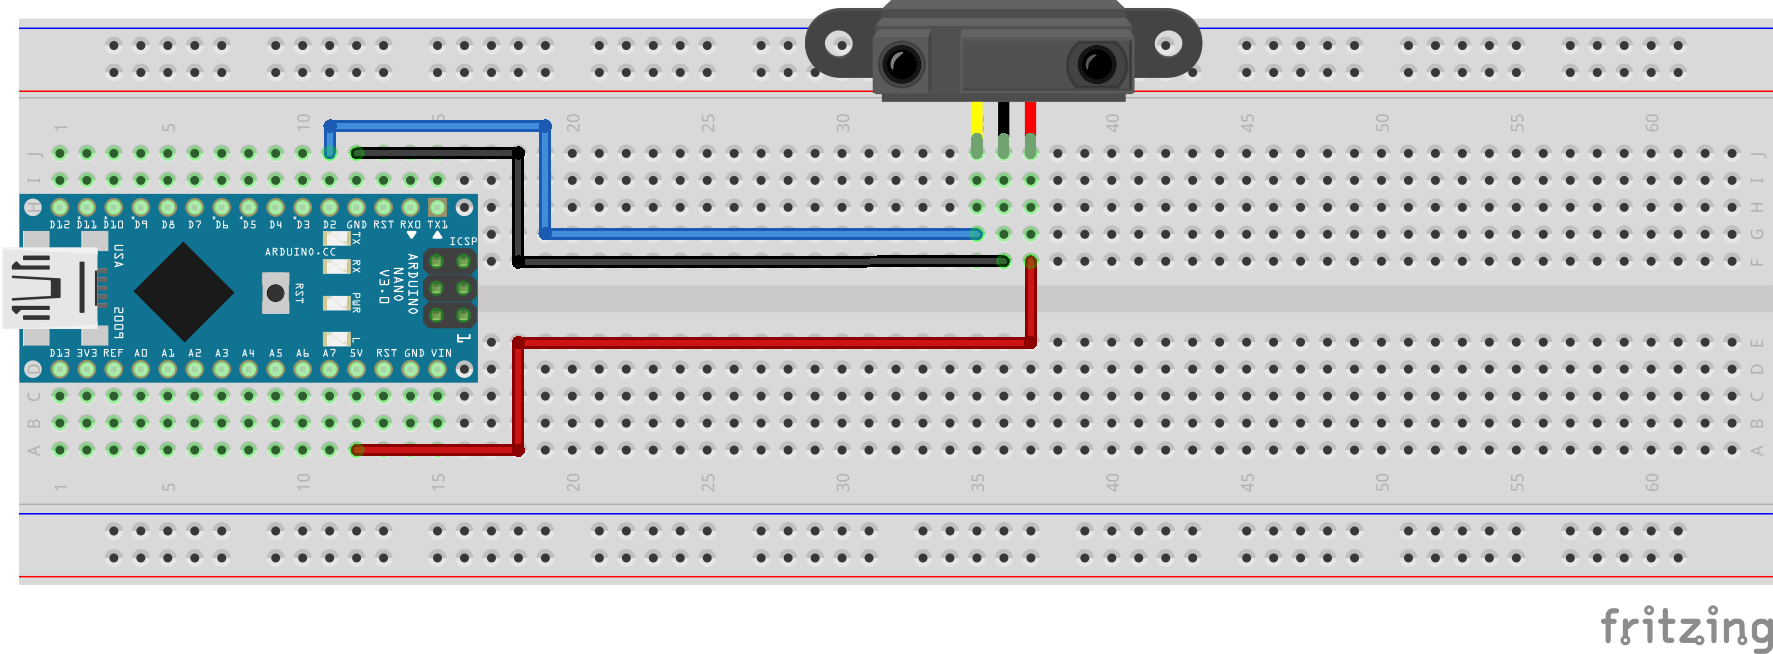 1 5 10 5 20 25 30 40 45 50 55 60
J J
I I
H H
D12 D11 D10 D9 D8 D7 D6 D5 D4 D3 D2 GND RST RX0 TX1
G
ICSP
USA
ARDUINO.CC
TX
RX
PWR
L
RST
ARDUINO
NANO
V3.0
F
2009
1
E
D13 3V3 REF A0 A1 A2 A3 A4 A5 A6 A7 5V RST GND VIN
D D
C C
B B
A A
1 5 10 15 20 25 30 35 40 45 50 55 60
fritzing